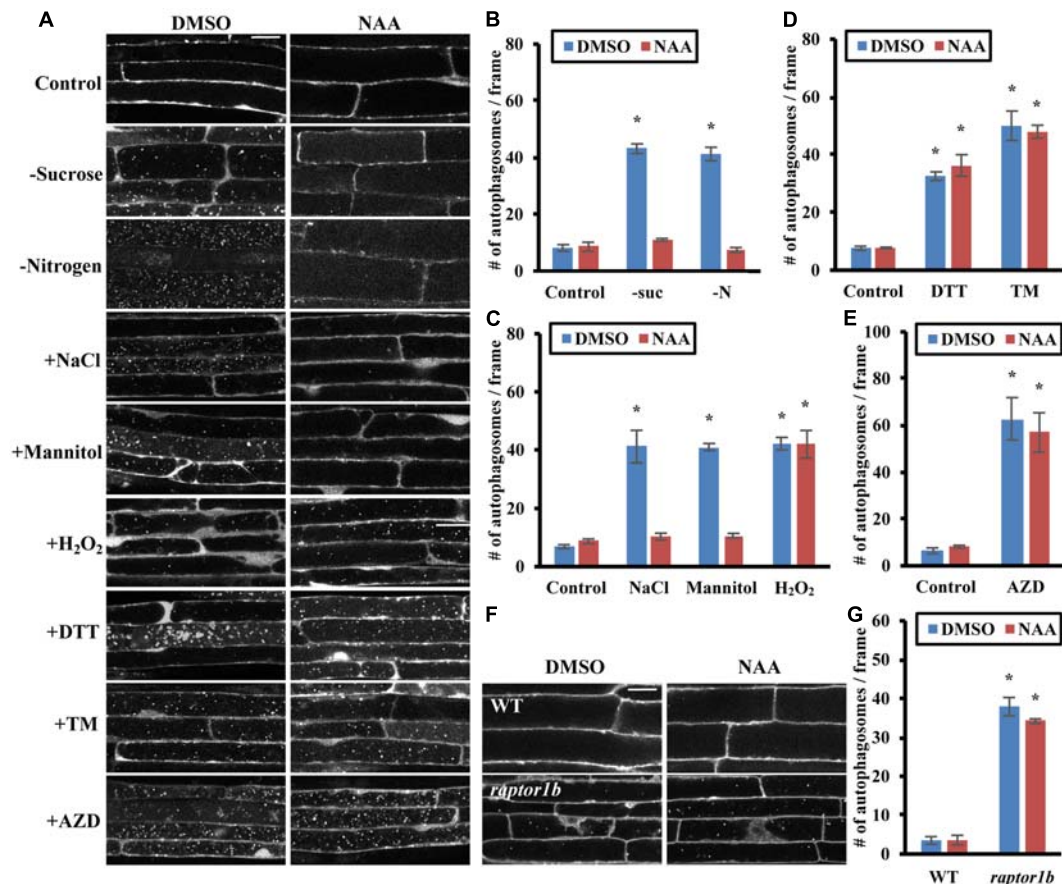 A
DMSO NAA
Control
-Sucrose
-Nitrogen
+NaCl
+Mannitol
+H₂O₂
+DTT
+TM
+AZD
B
# of autophagosomes / frame
80
60
40
20
0
DMSO NAA
*
*
Control -suc -N
C
# of autophagosomes / frame
80
60
40
20
0
DMSO NAA
*
*
* *
Control NaCl Mannitol H₂O₂
D
# of autophagosomes / frame
80
60
40
20
0
DMSO NAA
* *
* *
Control DTT TM
E
# of autophagosomes / frame
100
80
60
40
20
0
DMSO NAA
* *
Control AZD
F
DMSO NAA
WT
raptor1b
G
# of autophagosomes / frame
60
50
40
30
20
10
0
DMSO NAA
* *
WT raptor1b